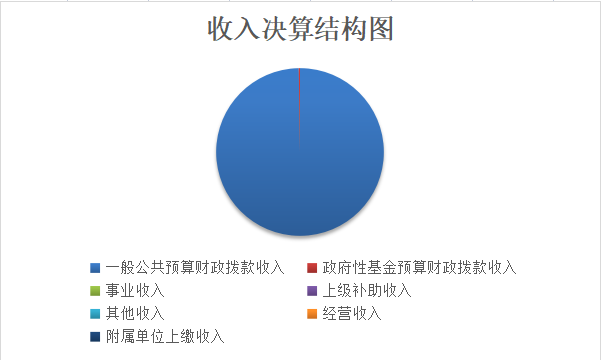 收入决算结构图
一般公共预算财政拨款收入 政府性基金预算财政拨款收入
事业收入 上级补助收入
其他收入 经营收入
附属单位上缴收入